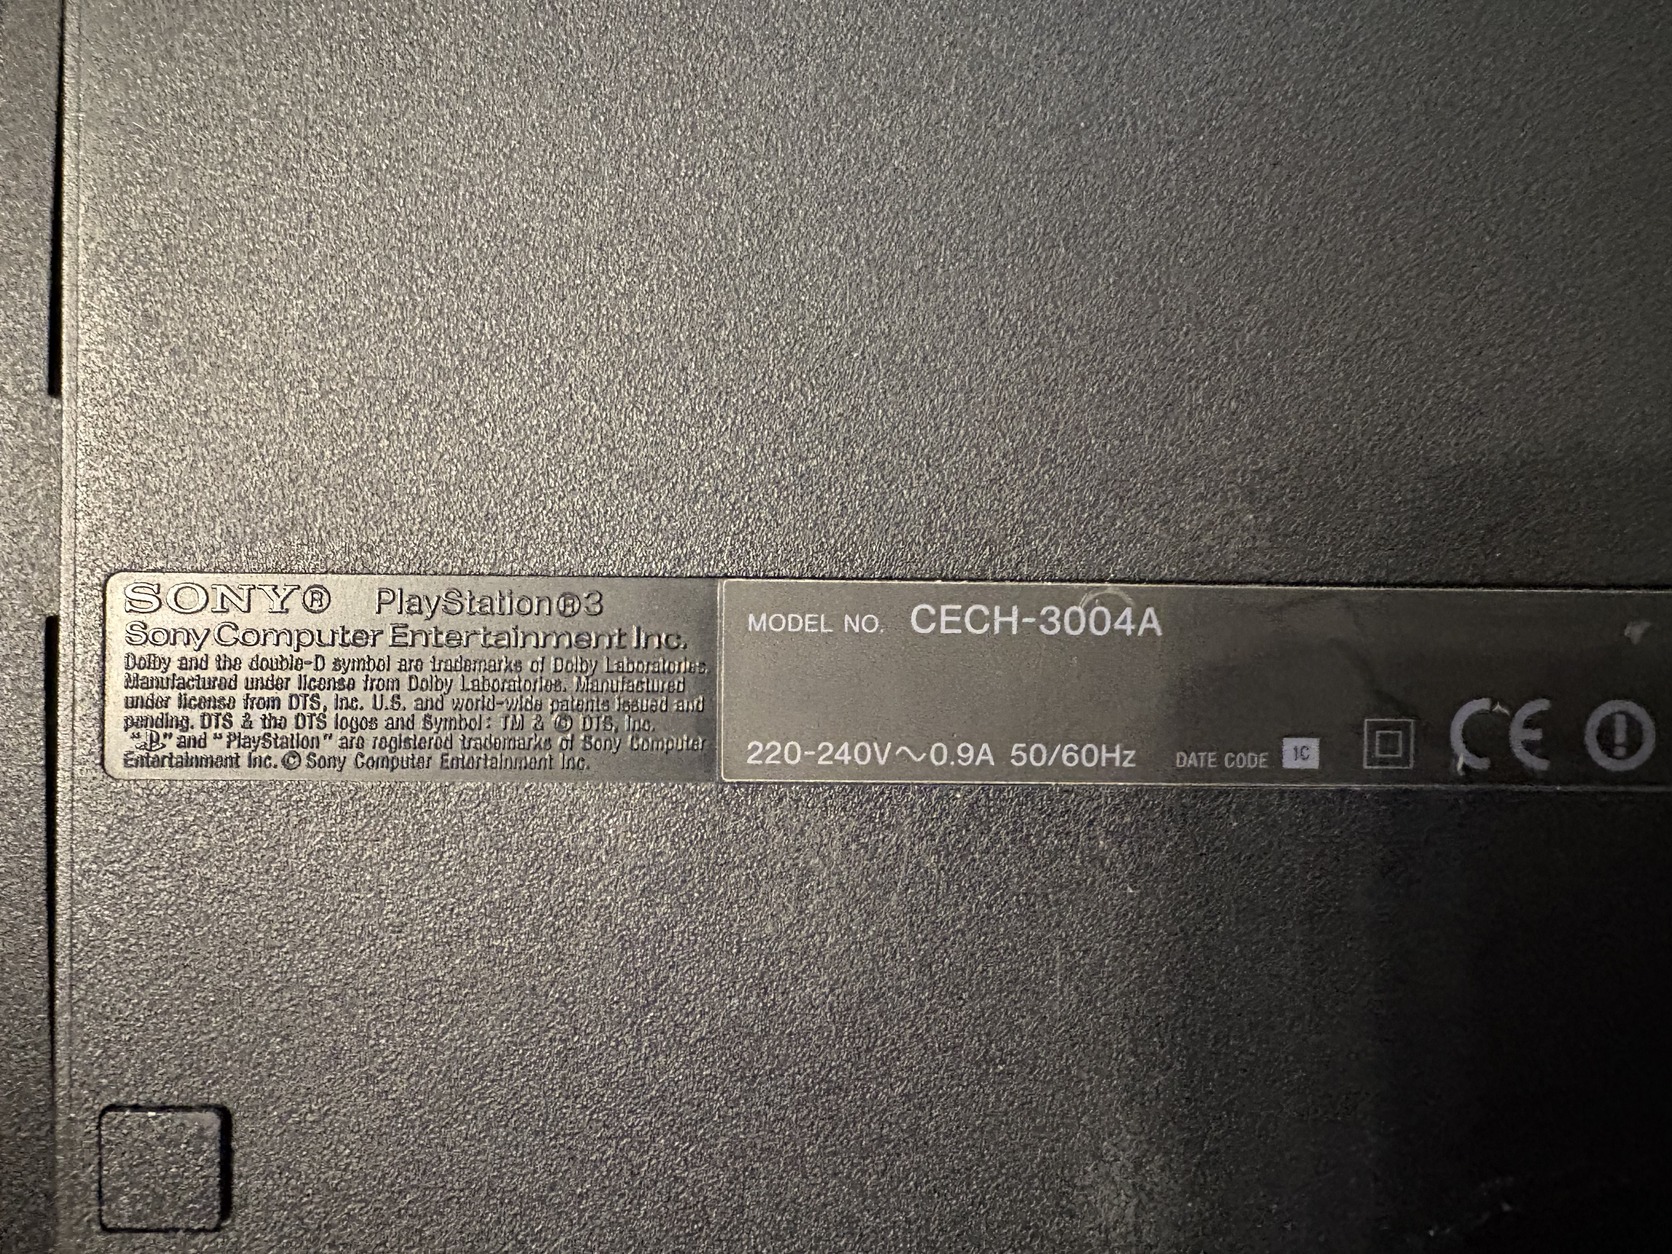 SONY® PlayStation®3
Sony Computer Entertainment Inc.
Dolby and the double-D symbol are trademarks of Dolby Laboratories.
Manufactured under license from Dolby Laboratories. Manufactured
under license from DTS, Inc. U.S. and world-wide patents issued and
pending. DTS & the DTS logos and Symbol: TM & © DTS, Inc.
" " and "PlayStation" are registered trademarks of Sony Computer
Entertainment Inc. © Sony Computer Entertainment Inc.
MODEL NO. CECH-3004A
220-240V~0.9A 50/60Hz DATE CODE 1C CE